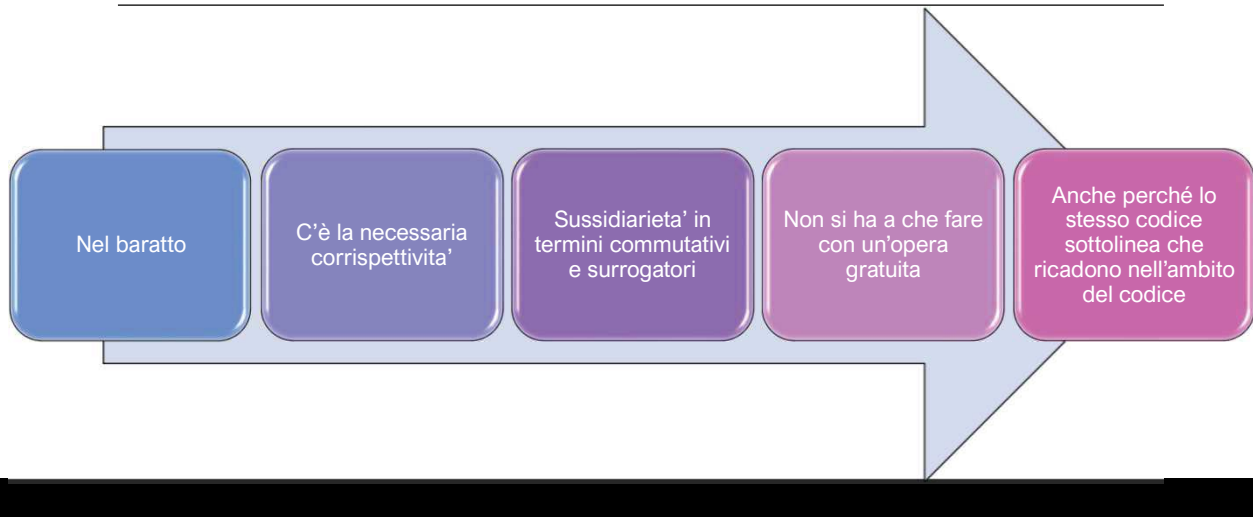 Nel baratto
C’è la necessaria
corrispettivita’
Sussidiarieta’ in
termini commutativi
e surrogatori
Non si ha a che fare
con un’opera
gratuita
Anche perché lo
stesso codice
sottolinea che
ricadono nell’ambito
del codice